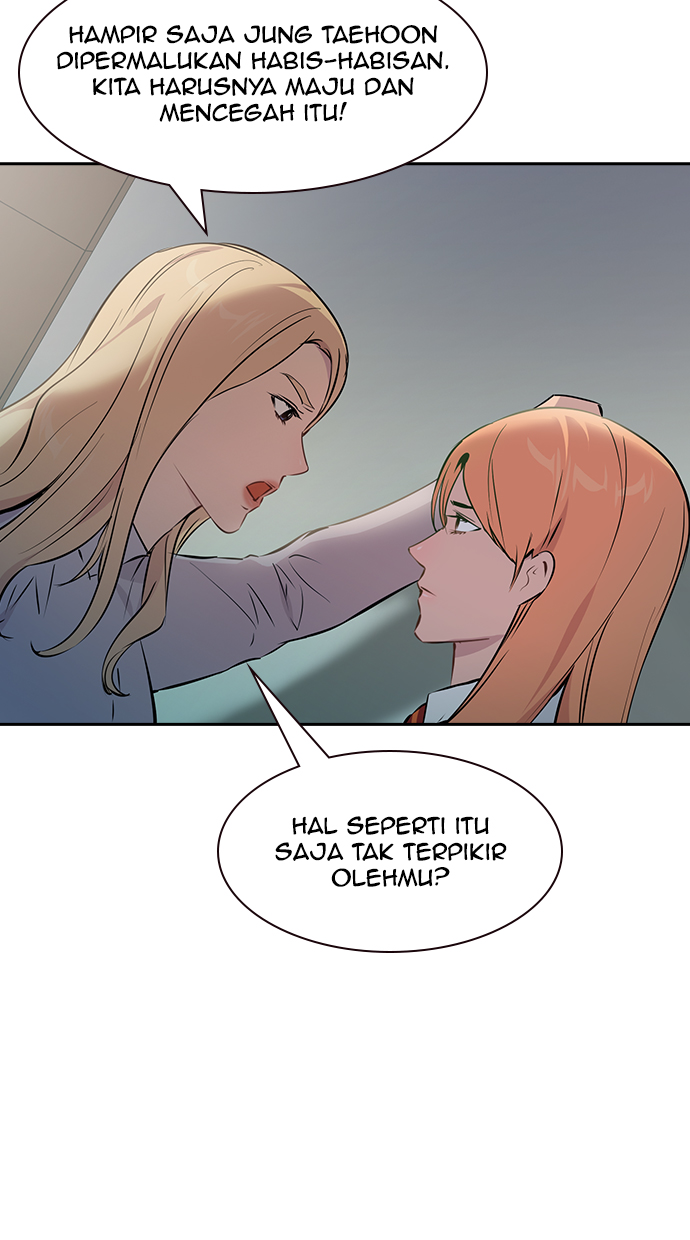 HAMPIR SAJA JUNG TAEHOON
DIPERMALUKAN HABIS-HABISAN.
KITA HARUSNYA MAJU DAN
MENCEGAH ITU!
HAL SEPERTI ITU
SAJA TAK TERPIKIR
OLEHMU?